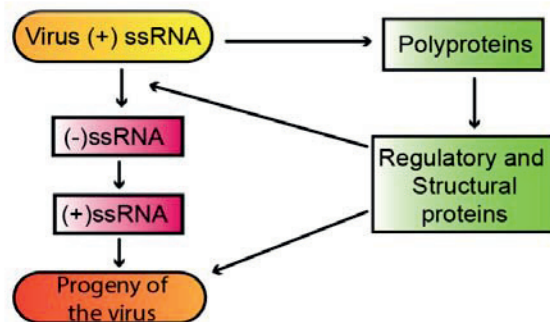 Virus (+) ssRNA
Polyproteins
(-)ssRNA
Regulatory and
Structural
proteins
(+)ssRNA
Progeny of
the virus